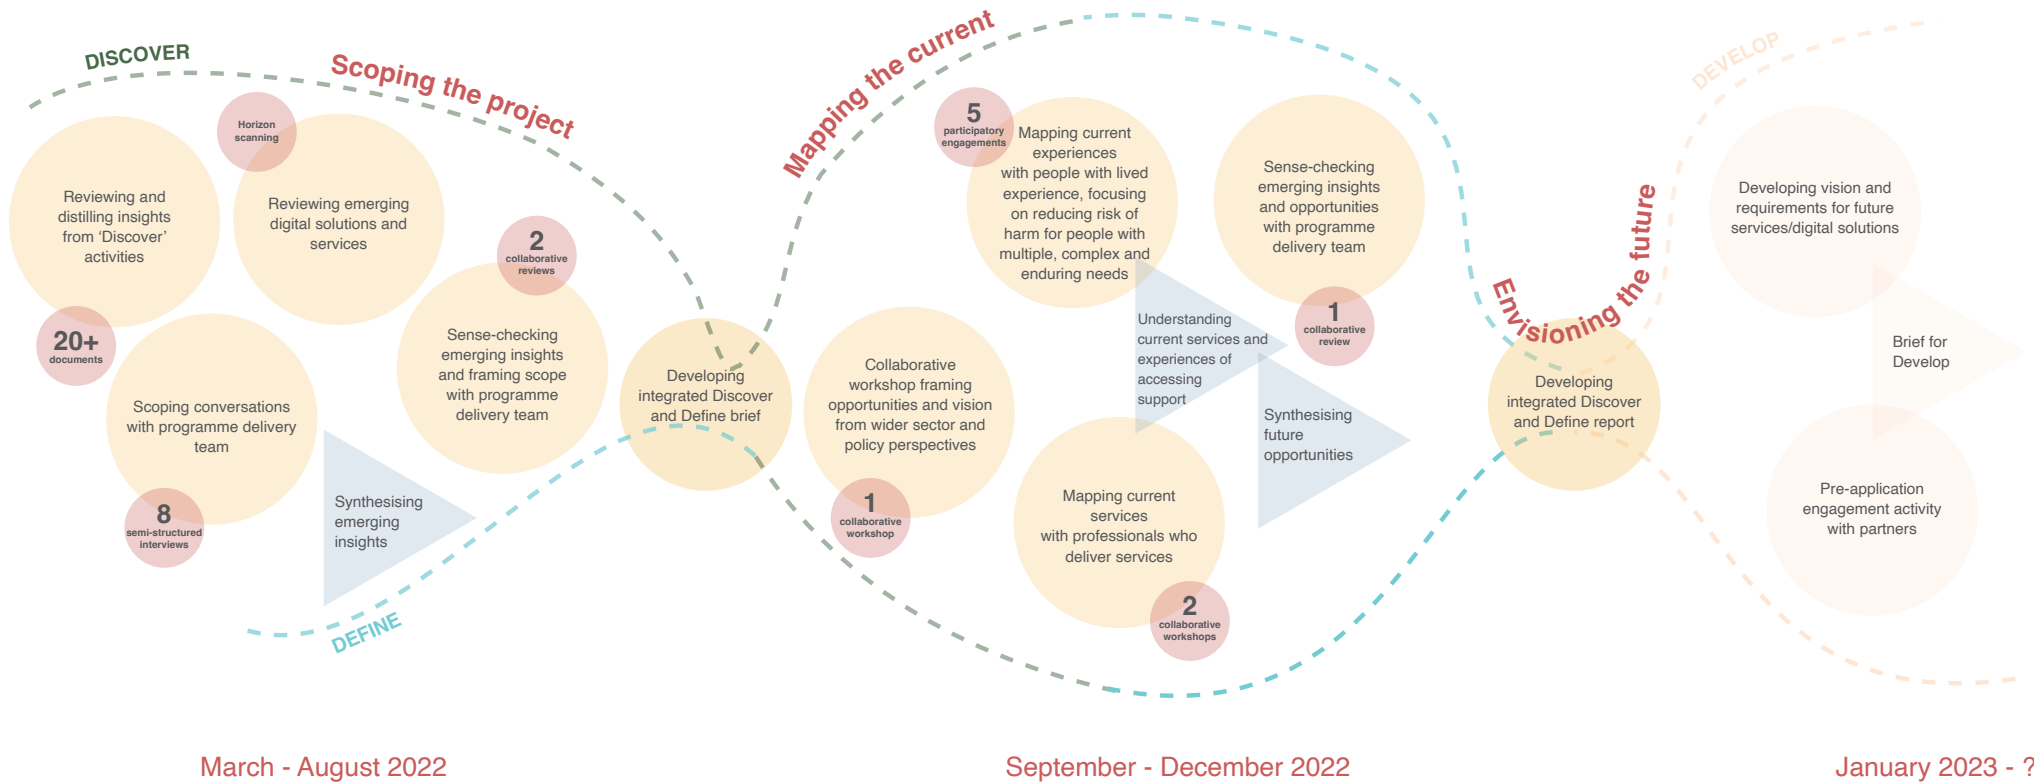 DISCOVER
Scoping the project
Horizon
scanning
Reviewing and
distilling insights
from ‘Discover’
activities
20+
documents
Reviewing emerging
digital solutions and
services
2
collaborative
reviews
Scoping conversations
with programme delivery
team
8
semi-structured
interviews
Sense-checking
emerging insights
and framing scope
with programme
delivery team
Synthesising
emerging
insights
DEFINE
Developing
integrated Discover
and Define brief
Mapping the current
5
participatory
engagements
Mapping current
experiences
with people with lived
experience, focusing
on reducing risk of
harm for people with
multiple, complex and
enduring needs
Sense-checking
emerging insights
and opportunities
with programme
delivery team
1
collaborative
review
Understanding
current services and
experiences of
accessing
support
Collaborative
workshop framing
opportunities and vision
from wider sector and
policy perspectives
1
collaborative
workshop
Synthesising
future
opportunities
Mapping current
services
with professionals who
deliver services
2
collaborative
workshops
Envisioning the future
Developing
integrated Discover
and Define report
DEVELOP
Developing vision and
requirements for future
services/digital solutions
Brief for
Develop
Pre-application
engagement activity
with partners
March - August 2022
September - December 2022
January 2023 - ?